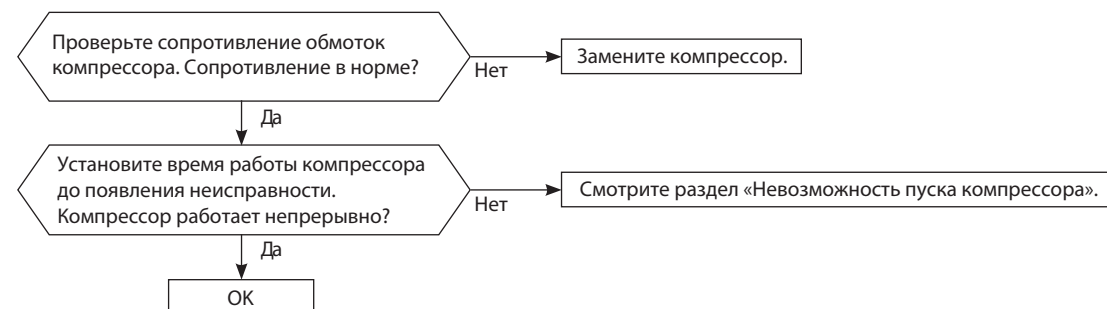 Проверьте сопротивление обмоток
компрессора. Сопротивление в норме?
Нет
Замените компрессор.
Да
Установите время работы компрессора
до появления неисправности.
Компрессор работает непрерывно?
Нет
Смотрите раздел «Невозможность пуска компрессора».
Да
OK